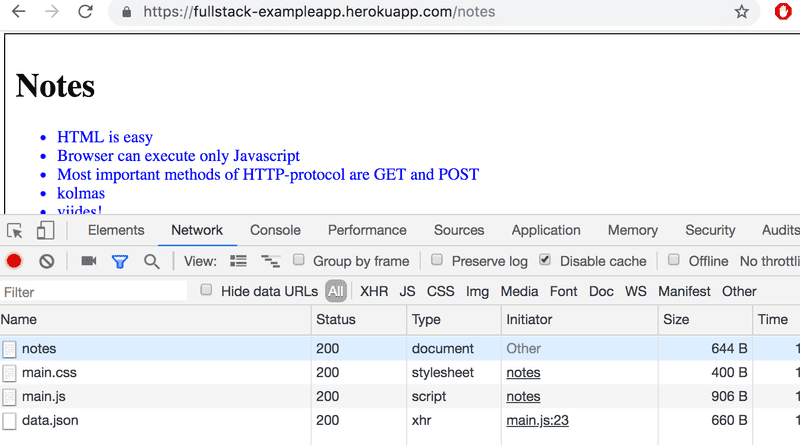 https://fullstack-exampleapp.herokuapp.com/notes
Notes
HTML is easy
Browser can execute only Javascript
Most important methods of HTTP-protocol are GET and POST
kolmas
viides!
Elements Network Console Performance Sources Application Memory Security Audits
View: Group by frame Preserve log Disable cache Offline No throttli
Filter Hide data URLs All XHR JS CSS Img Media Font Doc WS Manifest Other
Name Status Type Initiator Size Time
notes 200 document Other 644 B 1
main.css 200 stylesheet notes 400 B 1
main.js 200 script notes 906 B 1
data.json 200 xhr main.js:23 660 B 1